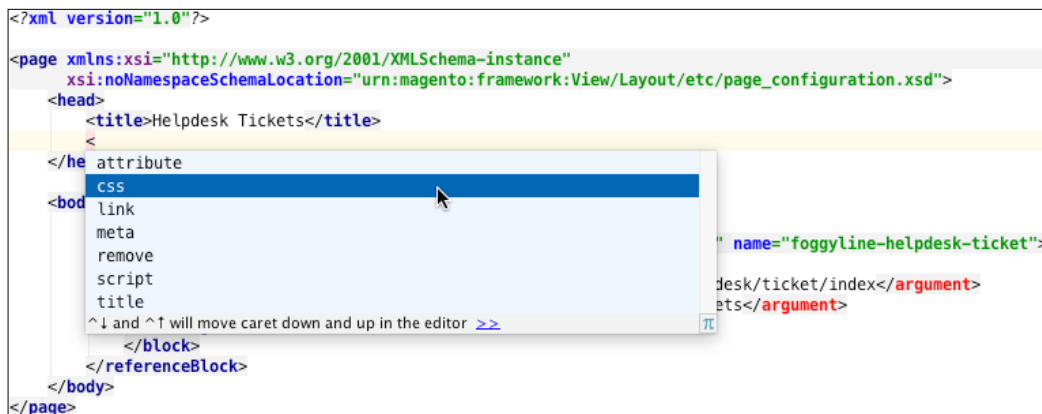 <?xml version="1.0"?>
<page xmlns:xsi="http://www.w3.org/2001/XMLSchema-instance"
xsi:noNamespaceSchemaLocation="urn:magento:framework:View/Layout/etc/page_configuration.xsd">
<head>
<title>Helpdesk Tickets</title>
<
</he
attribute
css
<bod
link
meta
" name="foggyline-helpdesk-ticket">
remove
script
desk/ticket/index</argument>
title
ets</argument>
^↓ and ^↑ will move caret down and up in the editor >> π
</block>
</referenceBlock>
</body>
</page>